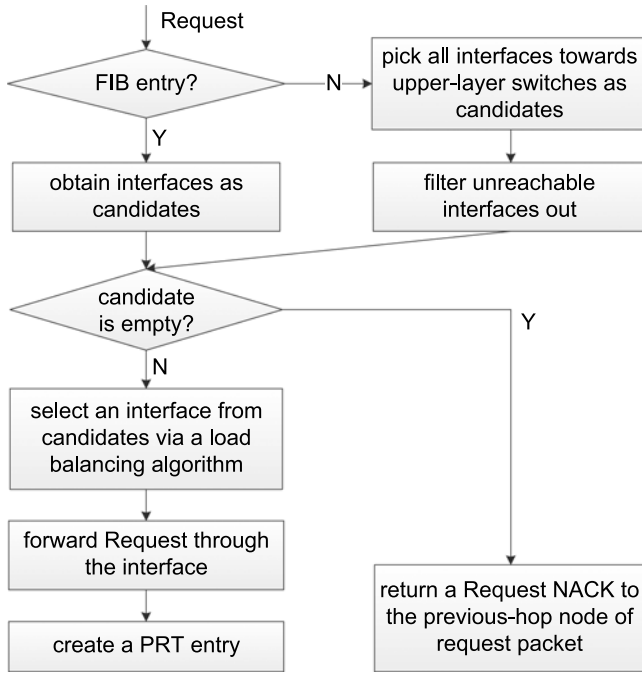 Request
FIB entry?
N
pick all interfaces towards
upper-layer switches as
candidates
Y
obtain interfaces as
candidates
filter unreachable
interfaces out
candidate
is empty?
Y
N
select an interface from
candidates via a load
balancing algorithm
forward Request through
the interface
create a PRT entry
return a Request NACK to
the previous-hop node of
request packet